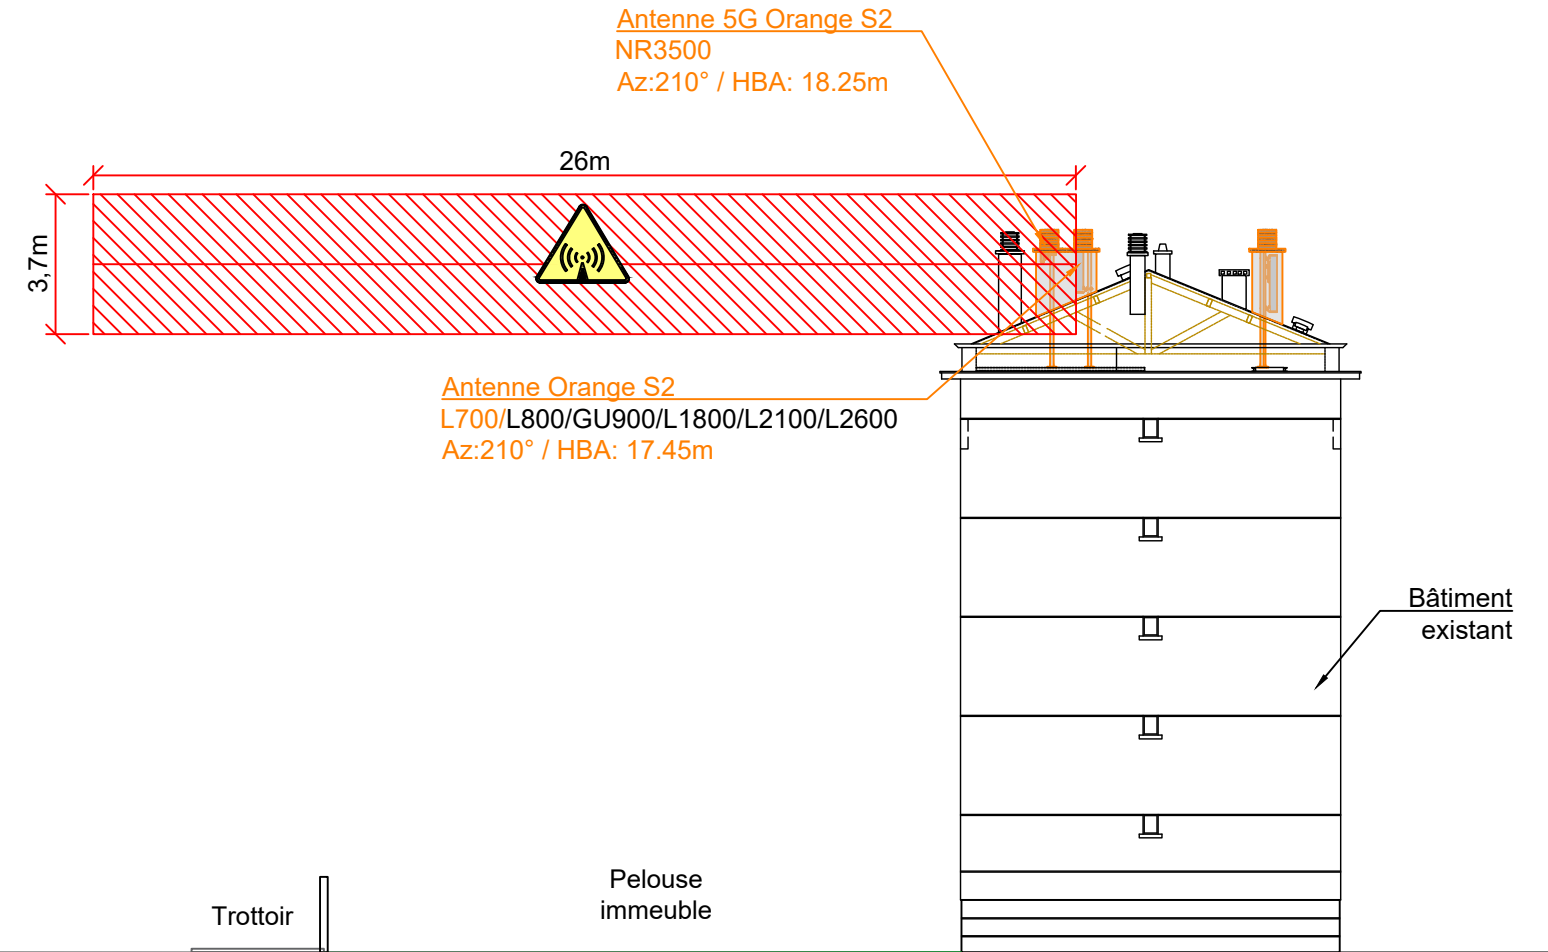 Antenne 5G Orange S2
NR3500
Az:210° / HBA: 18.25m
26m
3,7m
Antenne Orange S2
L700/L800/GU900/L1800/L2100/L2600
Az:210° / HBA: 17.45m
Bâtiment
existant
Pelouse
immeuble
Trottoir